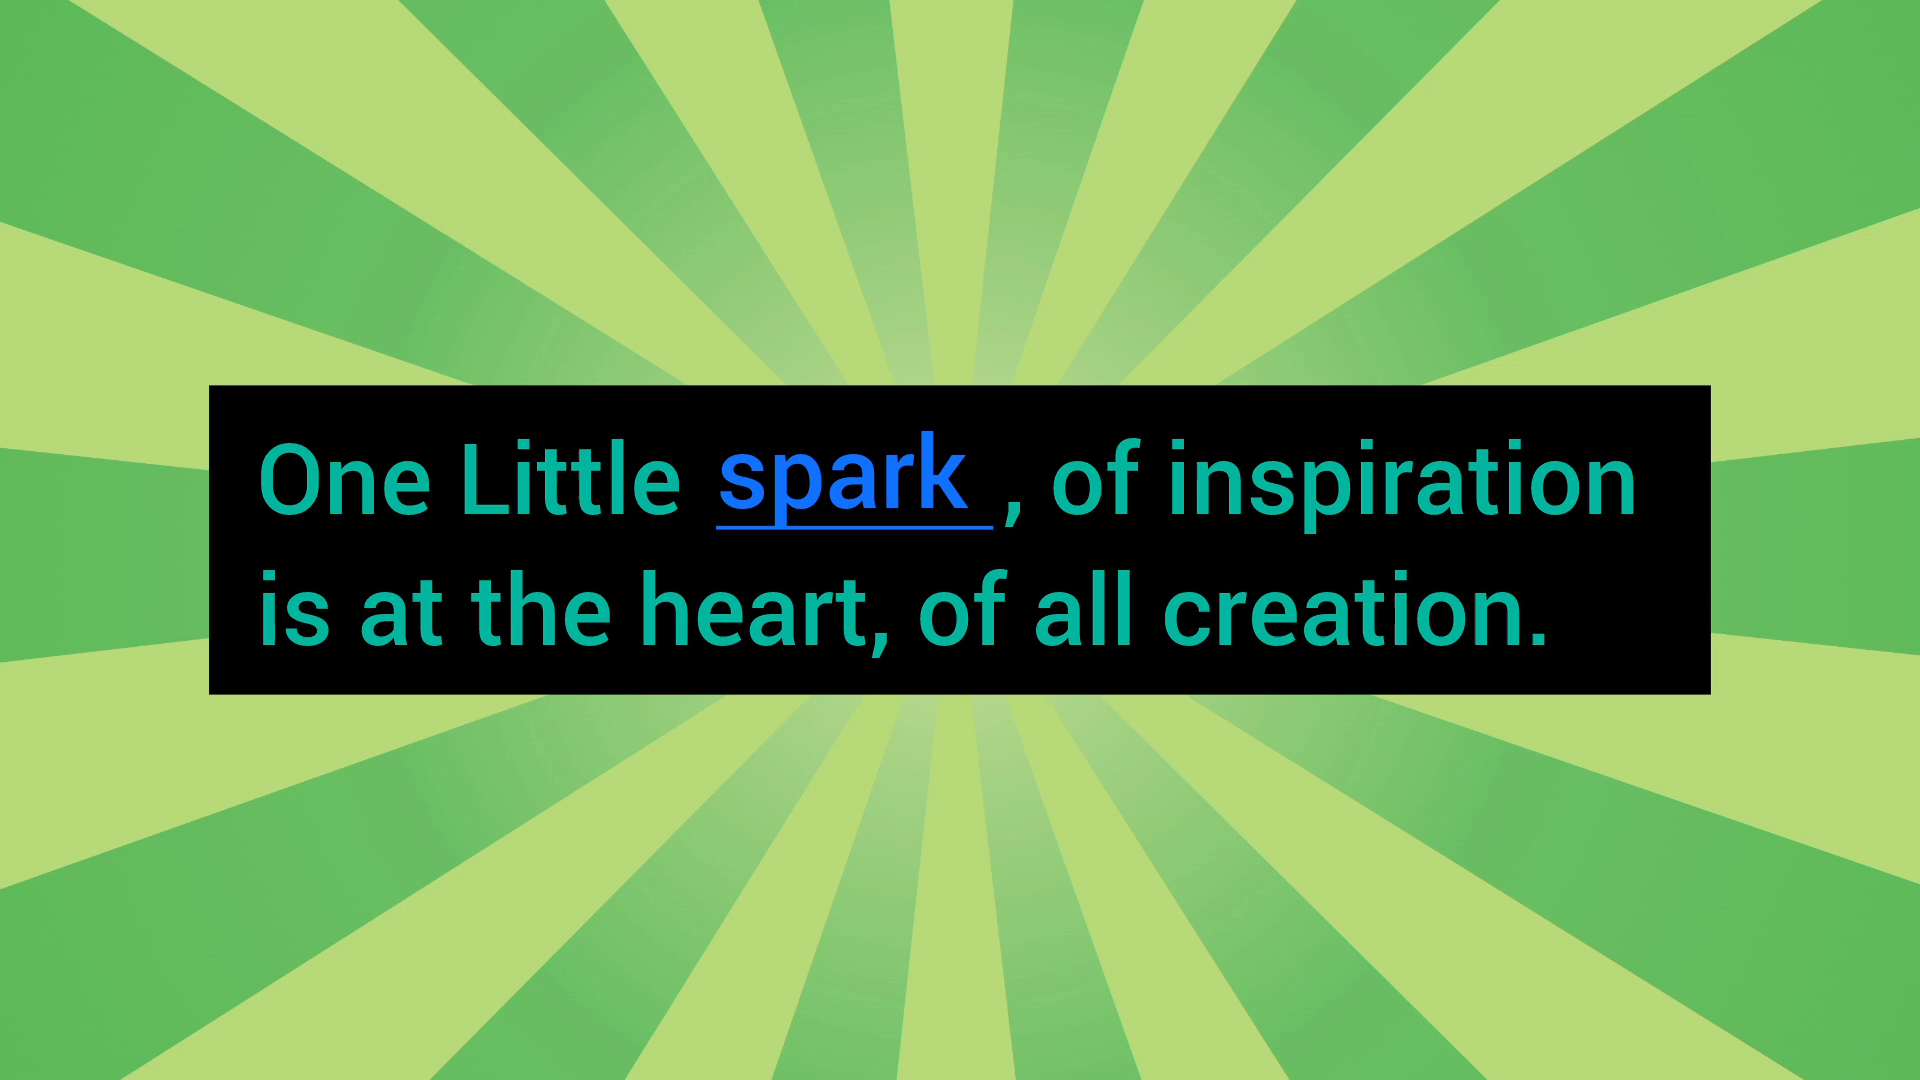 One Little spark , of inspiration
is at the heart, of all creation.